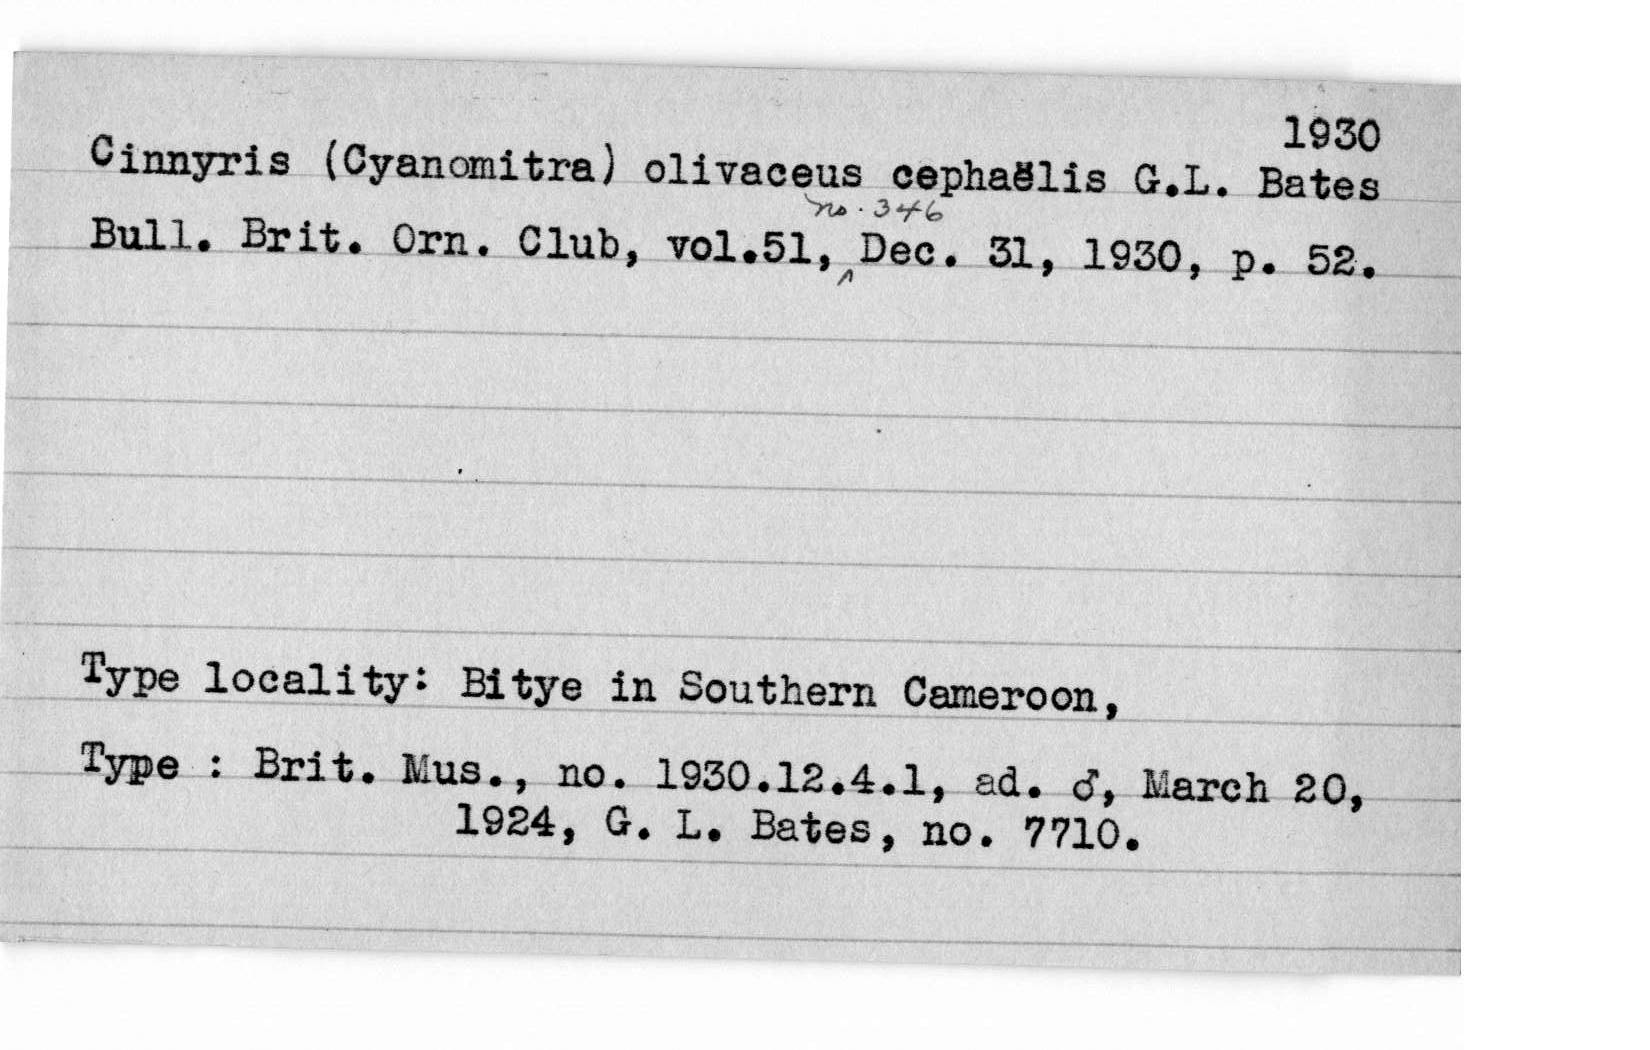 1930
Cinnyris (Cyanomitra) olivaceus cephaëlis G.L. Bates
no. 346
Bull. Brit. Orn. Club, vol.51, ^ Dec. 31, 1930, p. 52.
Type locality: Bitye in Southern Cameroon,
Type : Brit. Mus., no. 1930.12.4.1, ad. ♂, March 20,
1924, G. L. Bates, no. 7710.